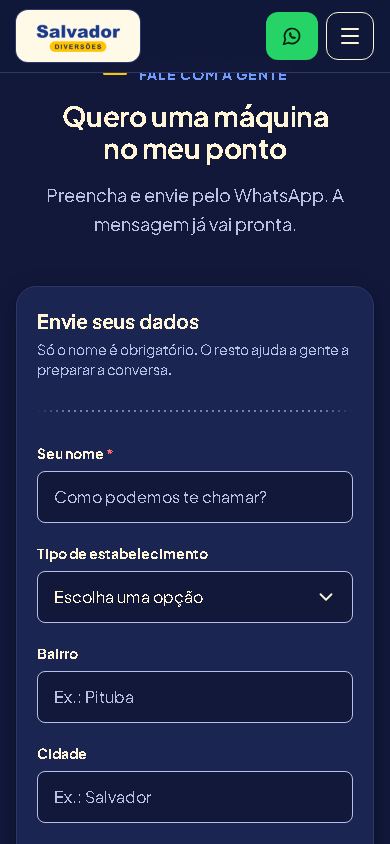 Salvador
DIVERSÕES
FALE COM A GENTE
Quero uma máquina
no meu ponto
Preencha e envie pelo WhatsApp. A
mensagem já vai pronta.
Envie seus dados
Só o nome é obrigatório. O resto ajuda a gente a
preparar a conversa.
Seu nome *
Como podemos te chamar?
Tipo de estabelecimento
Escolha uma opção
Bairro
Ex.: Pituba
Cidade
Ex.: Salvador